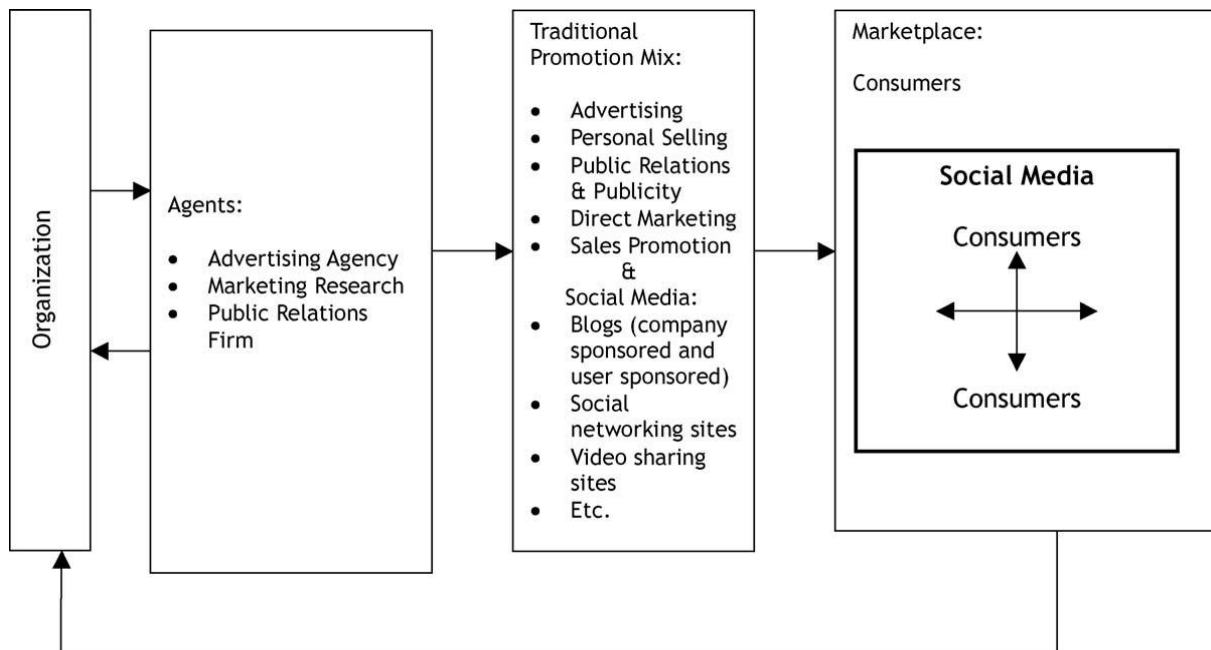 Organization
Agents:
● Advertising Agency
● Marketing Research
● Public Relations
Firm
Traditional
Promotion Mix:
● Advertising
● Personal Selling
● Public Relations
& Publicity
● Direct Marketing
● Sales Promotion
&
Social Media:
● Blogs (company
sponsored and
user sponsored)
● Social
networking sites
● Video sharing
sites
● Etc.
Marketplace:
Consumers
Social Media
Consumers
Consumers